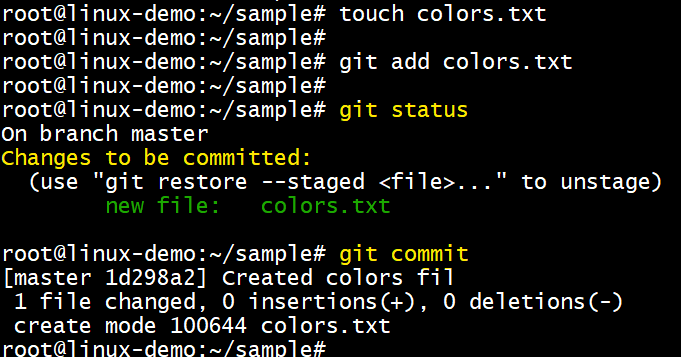 root@linux-demo:~/sample# touch colors.txt
root@linux-demo:~/sample#
root@linux-demo:~/sample# git add colors.txt
root@linux-demo:~/sample#
root@linux-demo:~/sample# git status
On branch master
Changes to be committed:
  (use "git restore --staged <file>..." to unstage)
        new file:   colors.txt

root@linux-demo:~/sample# git commit
[master 1d298a2] Created colors fil
 1 file changed, 0 insertions(+), 0 deletions(-)
 create mode 100644 colors.txt
root@linux-demo:~/sample#